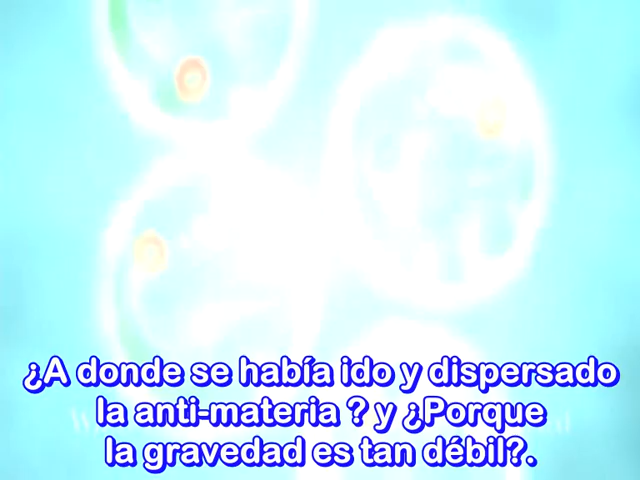 ¿A donde se había ido y dispersado
la anti-materia ? y ¿Porque
la gravedad es tan débil?.